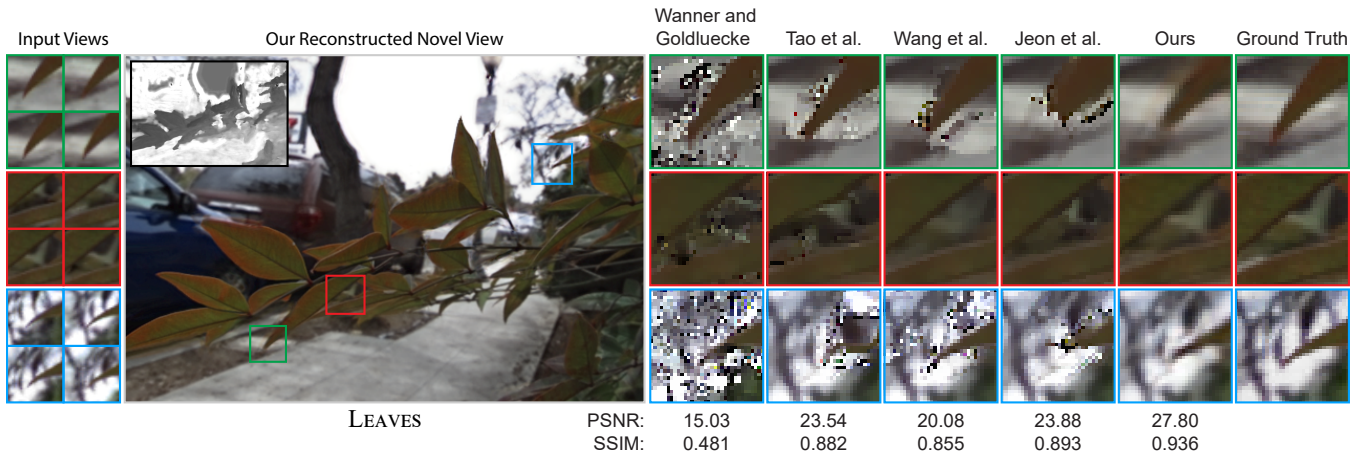 Input Views
Our Reconstructed Novel View
Wanner and
Goldluecke
Tao et al.
Wang et al.
Jeon et al.
Ours
Ground Truth
LEAVES
PSNR: 15.03 23.54 20.08 23.88 27.80
SSIM: 0.481 0.882 0.855 0.893 0.936